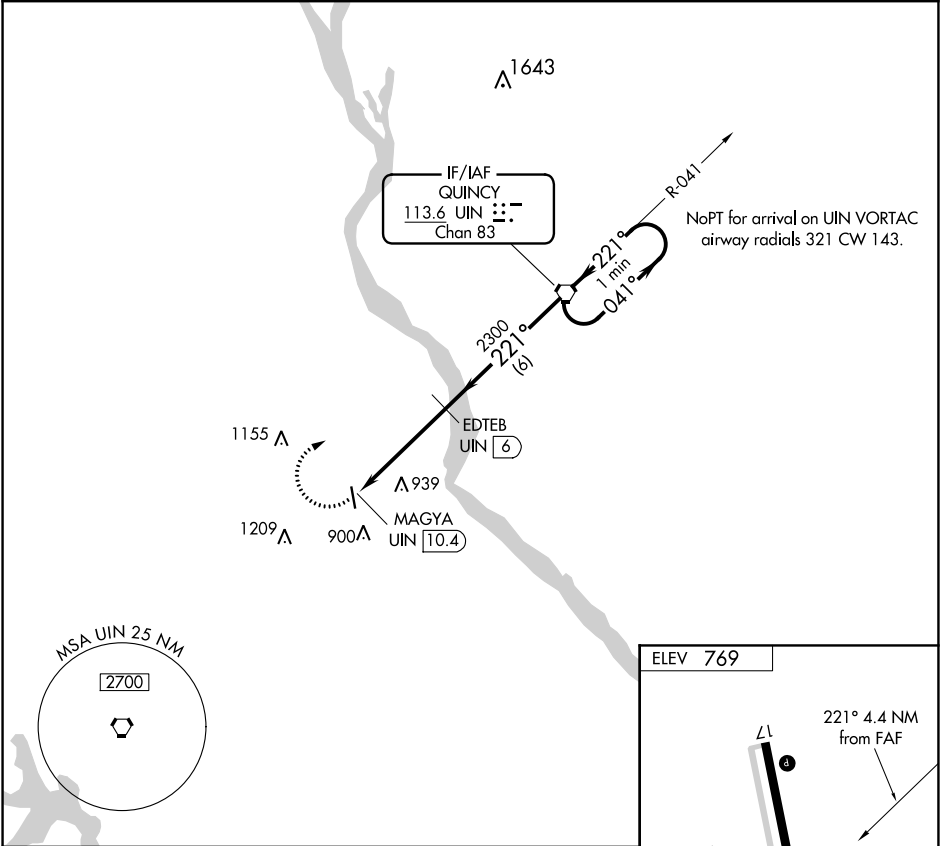 1643
IF/IAF
QUINCY
113.6 UIN
Chan 83
R-041
NoPT for arrival on UIN VORTAC
airway radials 321 CW 143.
221°
1 min
041°
2300
221°
(6)
EDTEB
UIN 6
1155
939
MAGYA
UIN 10.4
1209
900
MSA UIN 25 NM
2700
ELEV 769
221° 4.4 NM
from FAF
17
P